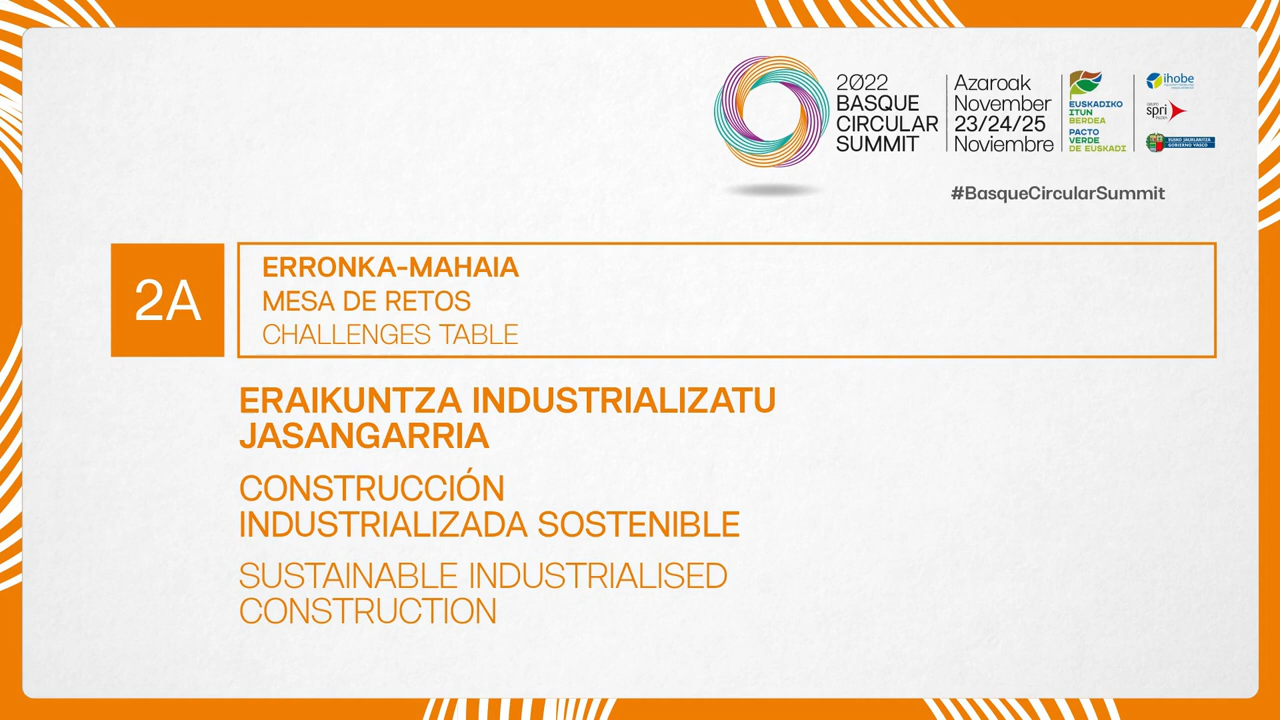 2022
BASQUE
CIRCULAR
SUMMIT
Azaroak
November
23/24/25
Noviembre
EUSKADIKO
ITUN
BERDEA
PACTO
VERDE
DE EUSKADI
ihobe
GRUPO
spri
TALDEA
EUSKO JAURLARITZA
GOBIERNO VASCO
#BasqueCircularSummit
2A
ERRONKA-MAHAIA
MESA DE RETOS
CHALLENGES TABLE
ERAIKUNTZA INDUSTRIALIZATU
JASANGARRIA
CONSTRUCCIÓN
INDUSTRIALIZADA SOSTENIBLE
SUSTAINABLE INDUSTRIALISED
CONSTRUCTION